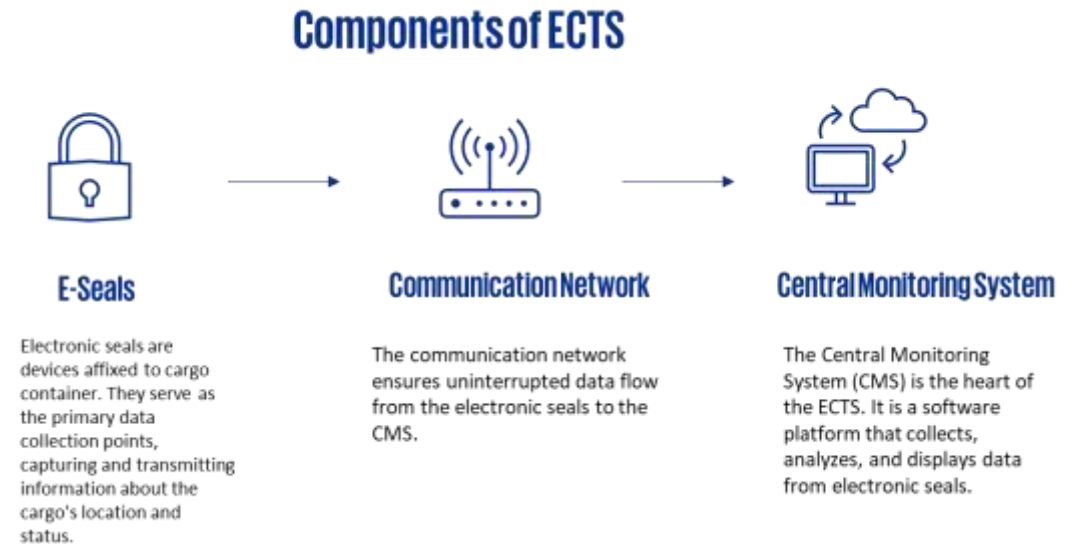 Components of ECTS
E-Seals
Electronic seals are
devices affixed to cargo
container. They serve as
the primary data
collection points,
capturing and transmitting
information about the
cargo's location and
status.
Communication Network
The communication network
ensures uninterrupted data flow
from the electronic seals to the
CMS.
Central Monitoring System
The Central Monitoring
System (CMS) is the heart of
the ECTS. It is a software
platform that collects,
analyzes, and displays data
from electronic seals.